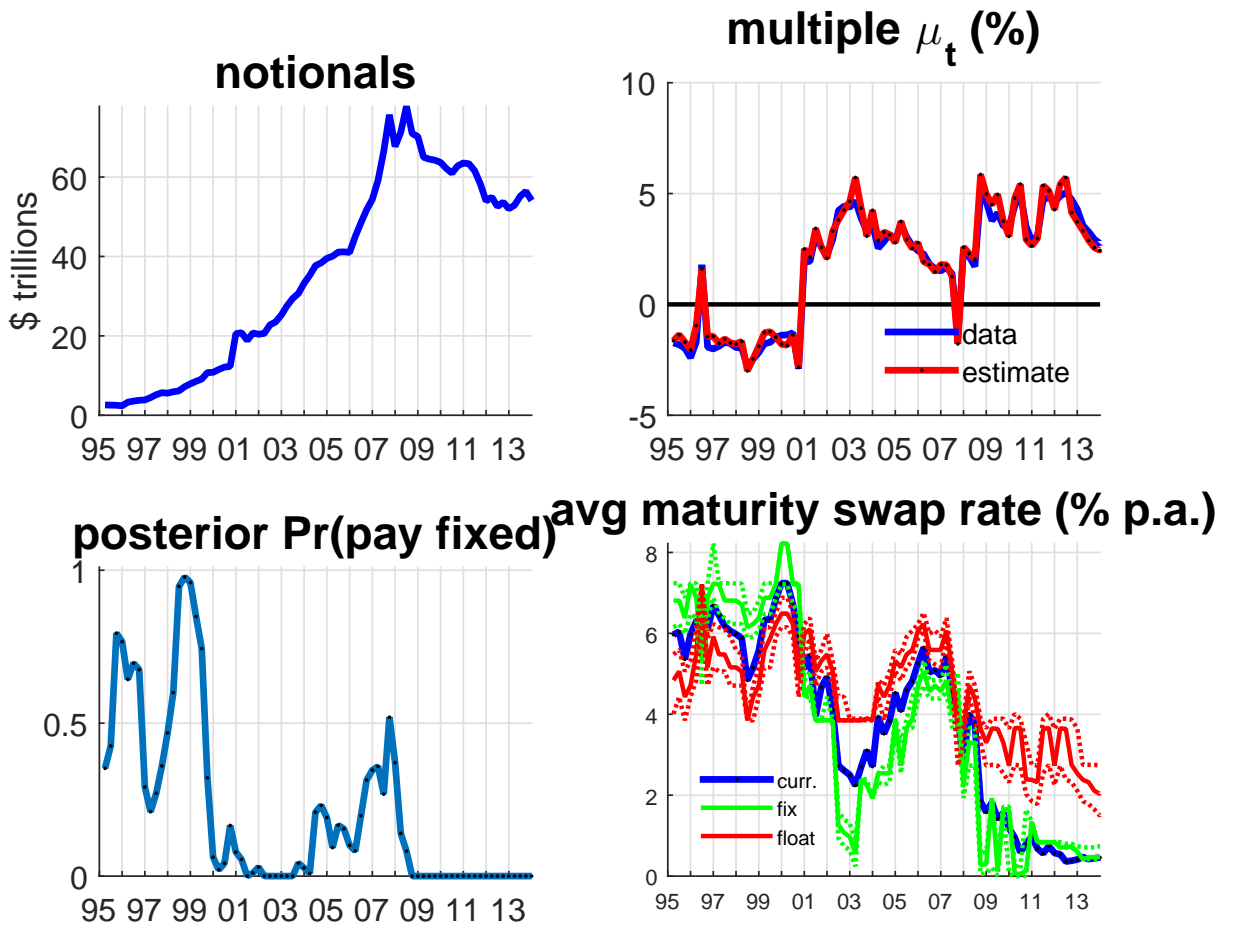 notionals
$ trillions
60
40
20
0
95 97 99 01 03 05 07 09 11 13
multiple μt (%)
10
5
0
-5
data
estimate
95 97 99 01 03 05 07 09 11 13
posterior Pr(pay fixed)
1
0.5
0
95 97 99 01 03 05 07 09 11 13
avg maturity swap rate (% p.a.)
8
6
4
2
0
curr.
fix
float
95 97 99 01 03 05 07 09 11 13